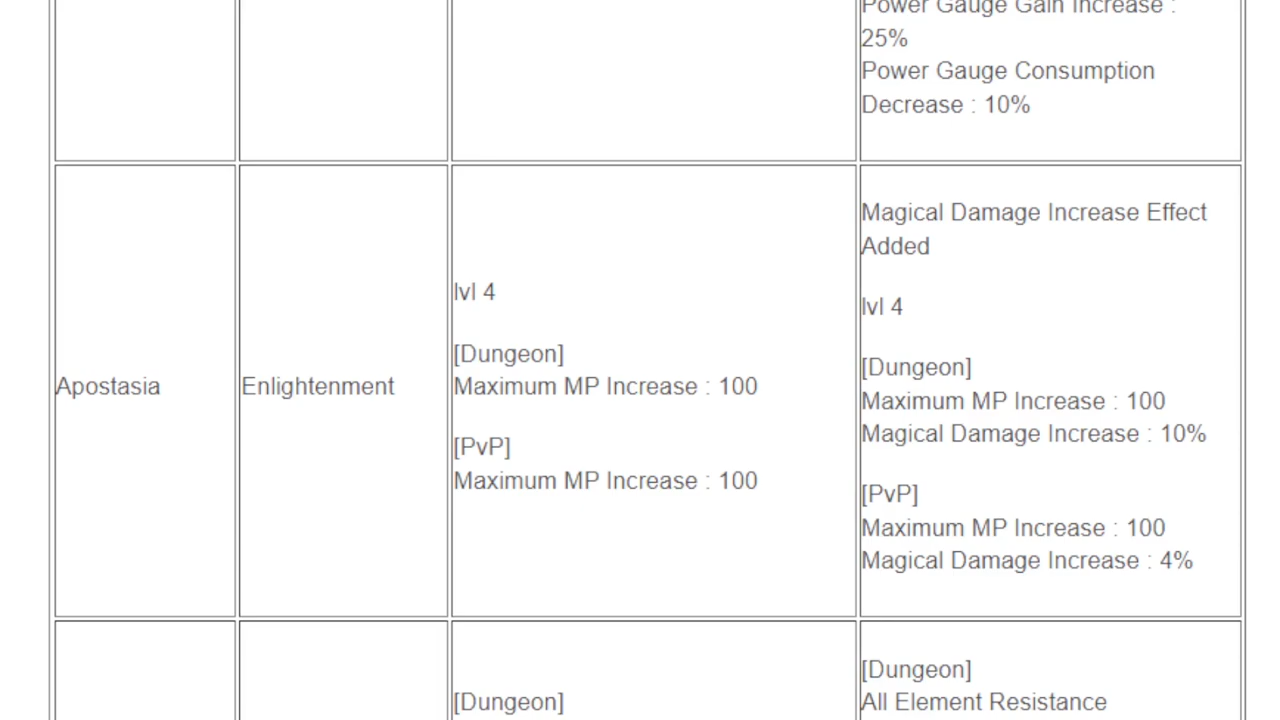 Power Gauge Gain Increase :
25%
Power Gauge Consumption
Decrease : 10%
Apostasia
Enlightenment
lvl 4
[Dungeon]
Maximum MP Increase : 100
[PvP]
Maximum MP Increase : 100
Magical Damage Increase Effect
Added
lvl 4
[Dungeon]
Maximum MP Increase : 100
Magical Damage Increase : 10%
[PvP]
Maximum MP Increase : 100
Magical Damage Increase : 4%
[Dungeon]
[Dungeon]
All Element Resistance